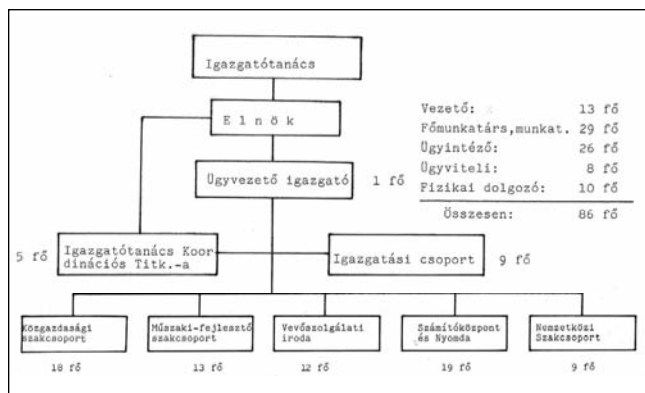 Igazgatótanács
E l n ö k
Ügyvezető igazgató
1 fő
Vezető: 13 fő
Főmunkatárs,munkat. 29 fő
Ügyintéző: 26 fő
Ügyviteli: 8 fő
Fizikai dolgozó: 10 fő
Összesen: 86 fő
5 fő
Igazgatótanács Koor
dinációs Titk.-a
Igazgatási csoport
9 fő
Közgazdasági
szakcsoport
18 fő
Műszaki-fejlesztő
szakcsoport
13 fő
Vevőszolgálati
iroda
12 fő
Számítóközpont
és Nyomda
19 fő
Nemzetközi
Szakcsoport
9 fő